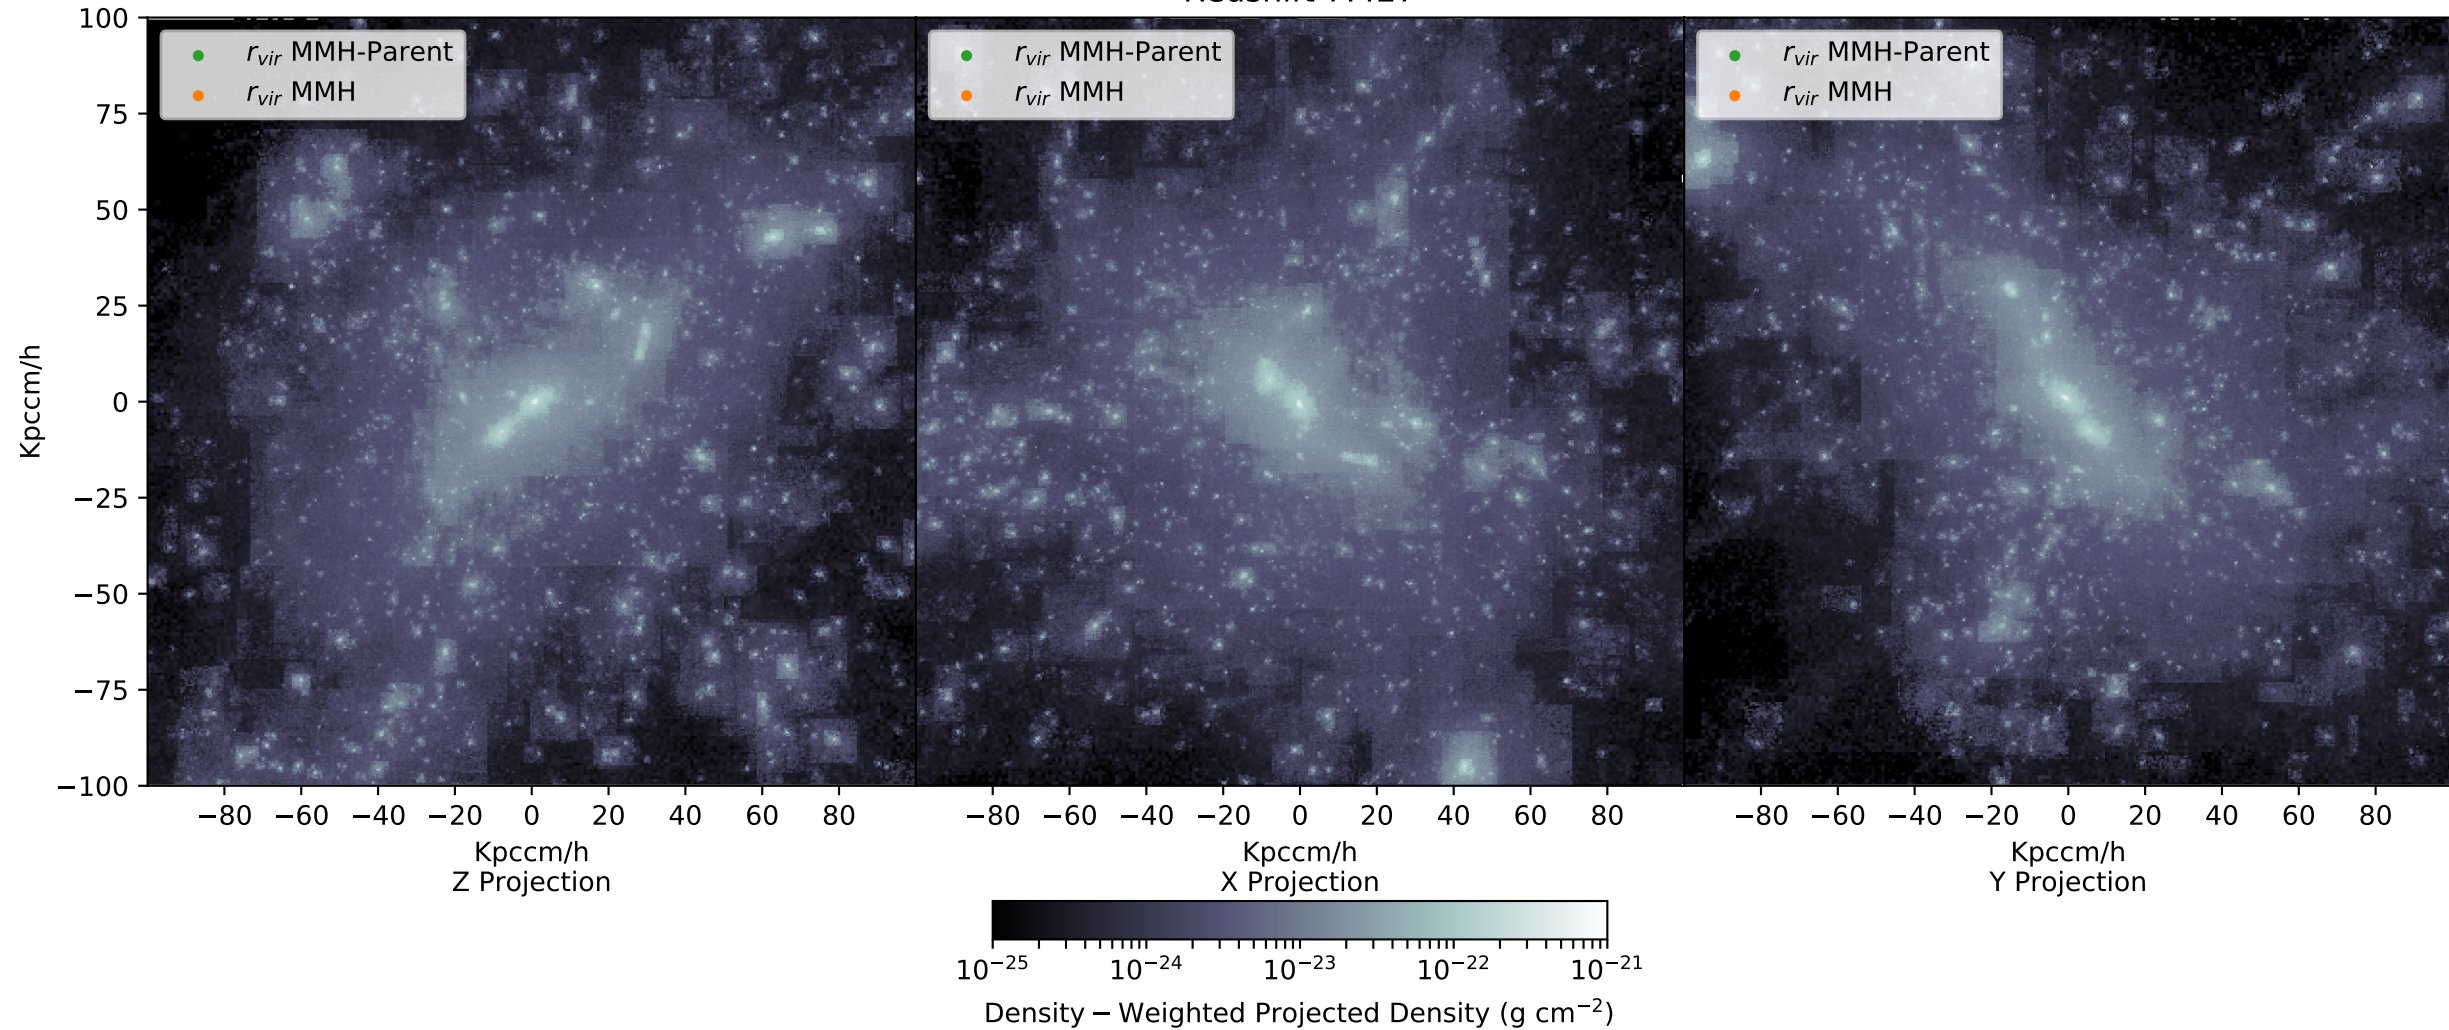 100
75
50
25
0
−25
−50
−75
−100
Kpccm/h
r_vir MMH-Parent
r_vir MMH
r_vir MMH-Parent
r_vir MMH
r_vir MMH-Parent
r_vir MMH
−80 −60 −40 −20 0 20 40 60 80
−80 −60 −40 −20 0 20 40 60 80
−80 −60 −40 −20 0 20 40 60 80
Kpccm/h
Z Projection
Kpccm/h
X Projection
Kpccm/h
Y Projection
10⁻²⁵ 10⁻²⁴ 10⁻²³ 10⁻²² 10⁻²¹
Density − Weighted Projected Density (g cm⁻²)